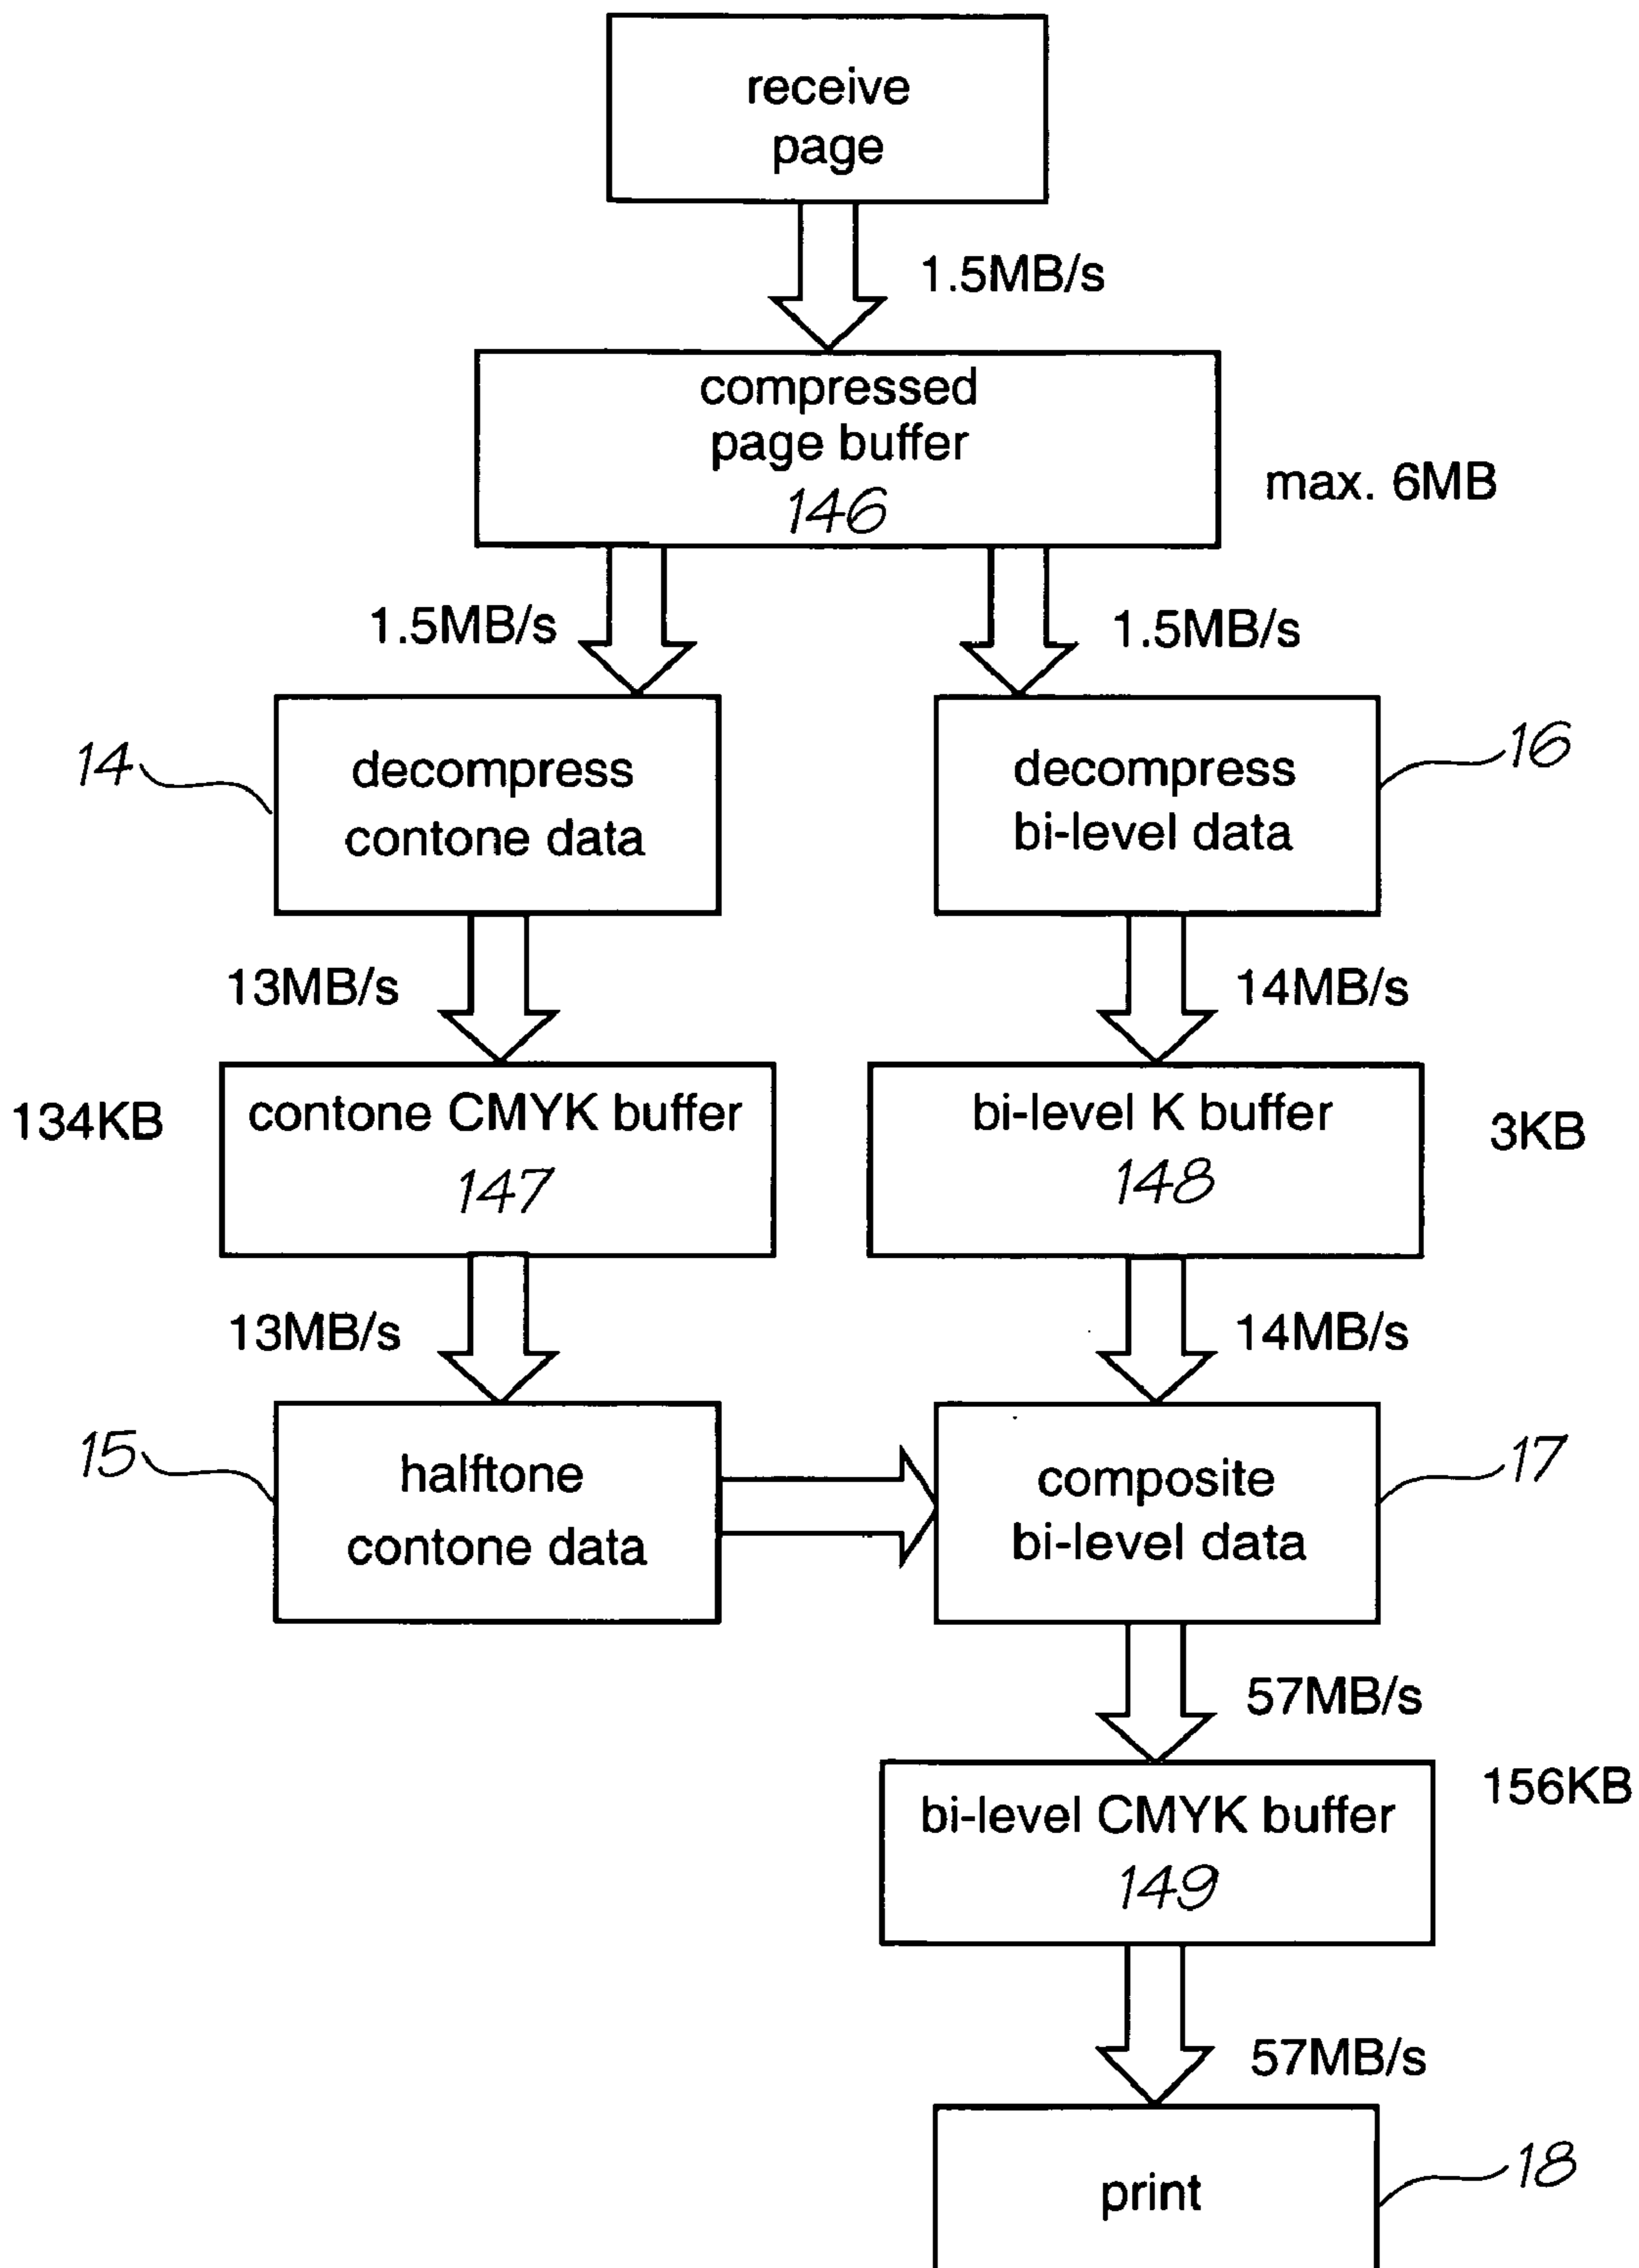 receive
page
1.5MB/s
compressed
page buffer
146
max. 6MB
1.5MB/s
1.5MB/s
14
decompress
contone data
decompress
bi-level data
16
13MB/s
14MB/s
134KB
contone CMYK buffer
147
bi-level K buffer
148
3KB
13MB/s
14MB/s
15
halftone
contone data
composite
bi-level data
17
57MB/s
156KB
bi-level CMYK buffer
149
57MB/s
print
18